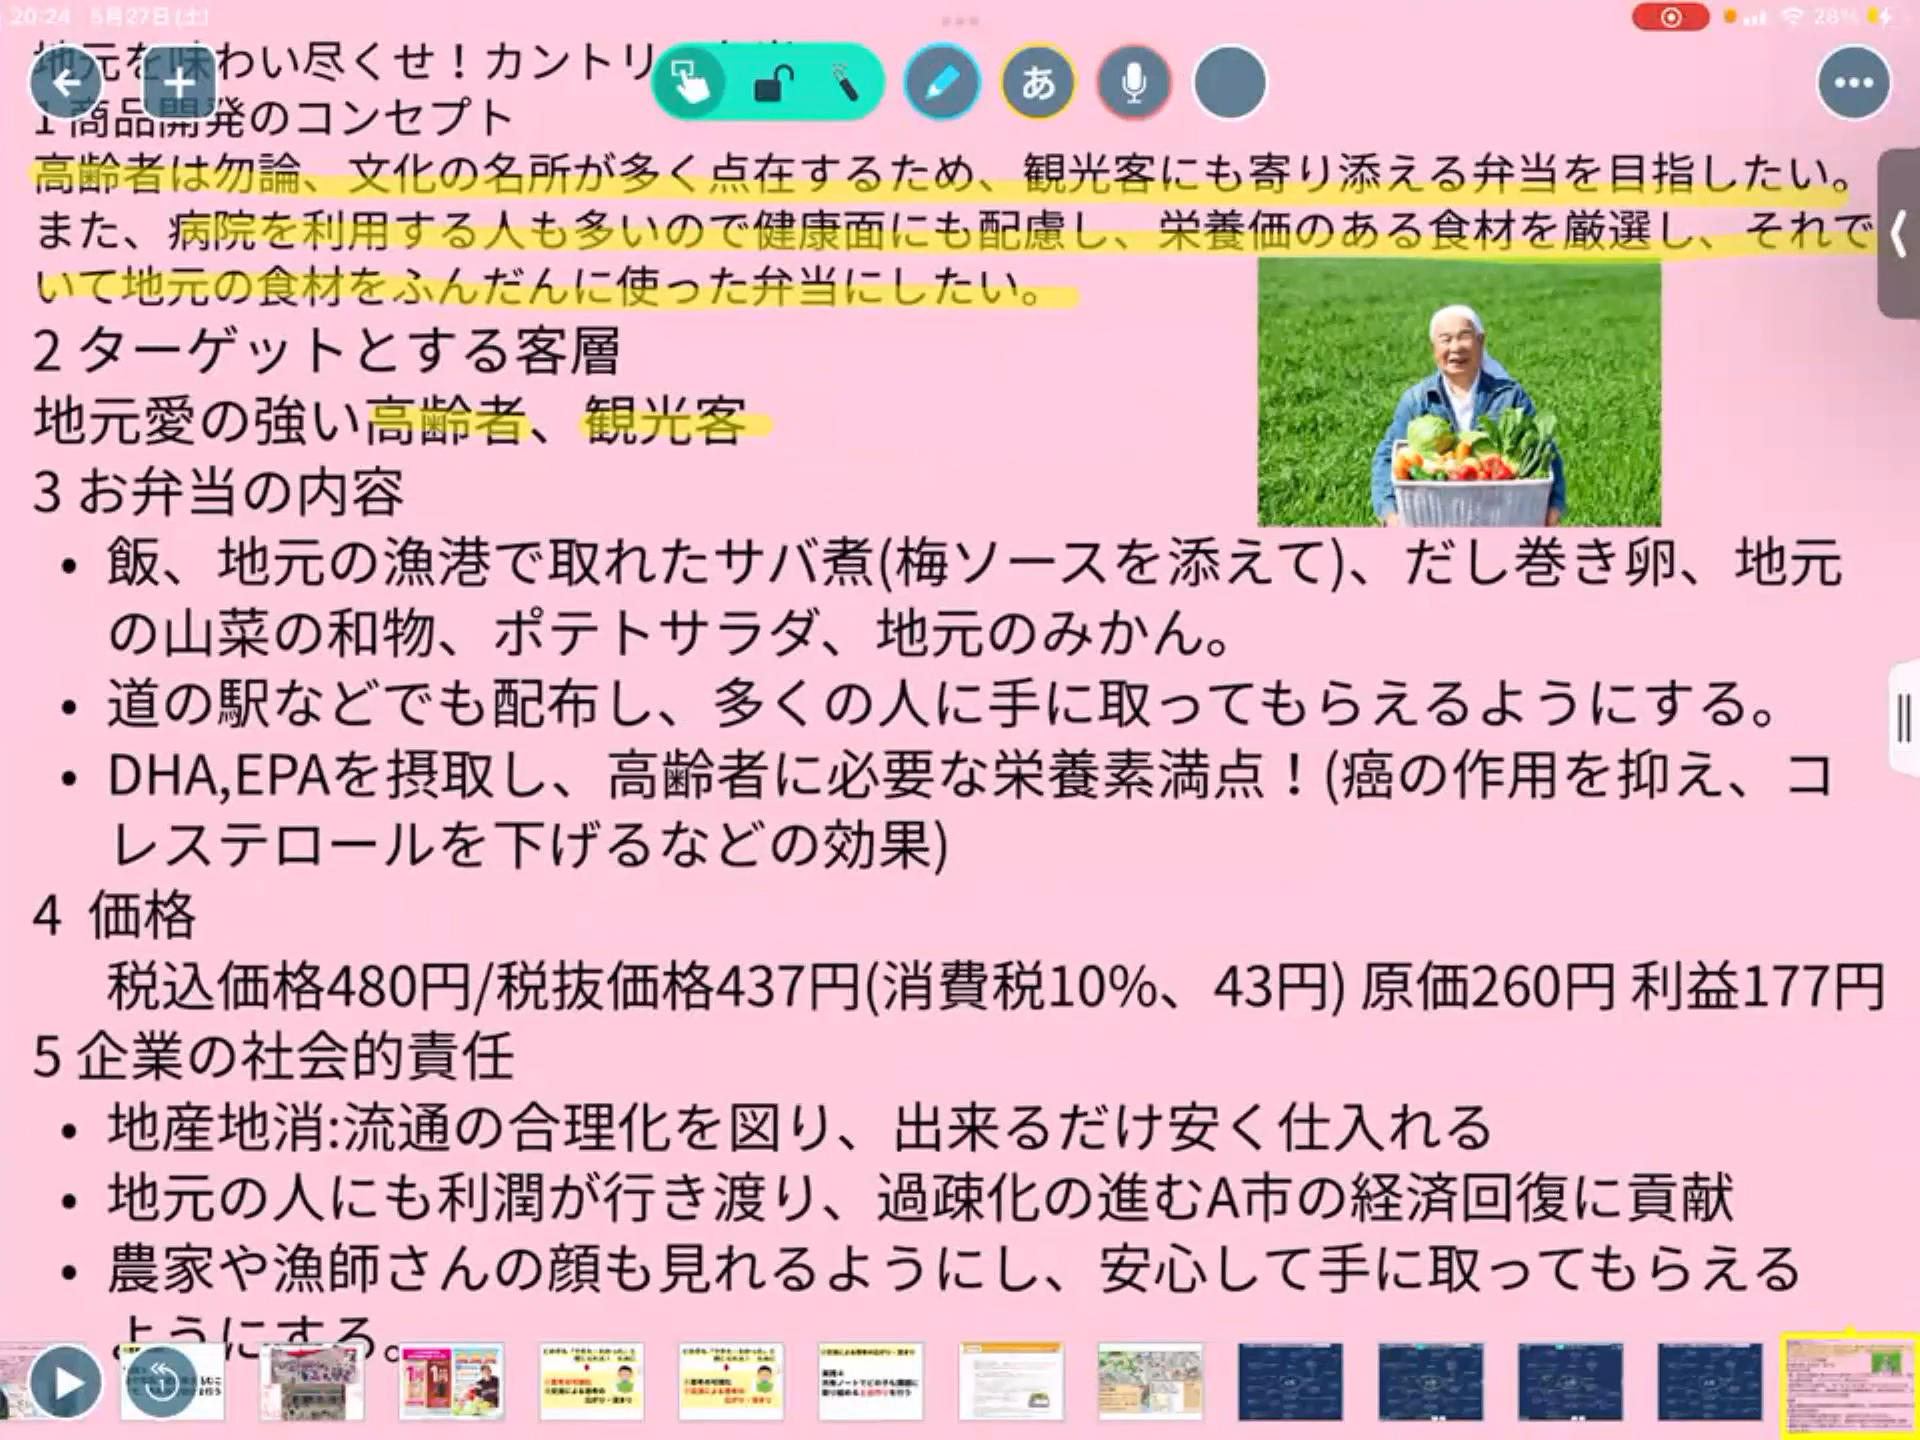 20:24 5月27日(土)
28%
地元を味わい尽くせ！カントリ
あ
1 商品開発のコンセプト
高齢者は勿論、文化の名所が多く点在するため、観光客にも寄り添える弁当を目指したい。
また、病院を利用する人も多いので健康面にも配慮し、栄養価のある食材を厳選し、それで
いて地元の食材をふんだんに使った弁当にしたい。
2 ターゲットとする客層
地元愛の強い高齢者、観光客
3 お弁当の内容
• 飯、地元の漁港で取れたサバ煮(梅ソースを添えて)、だし巻き卵、地元
の山菜の和物、ポテトサラダ、地元のみかん。
• 道の駅などでも配布し、多くの人に手に取ってもらえるようにする。
• DHA,EPAを摂取し、高齢者に必要な栄養素満点！(癌の作用を抑え、コ
レステロールを下げるなどの効果)
4 価格
税込価格480円/税抜価格437円(消費税10%、43円) 原価260円 利益177円
5 企業の社会的責任
• 地産地消:流通の合理化を図り、出来るだけ安く仕入れる
• 地元の人にも利潤が行き渡り、過疎化の進むA市の経済回復に貢献
• 農家や漁師さんの顔も見れるようにし、安心して手に取ってもらえる
ようにする。
1